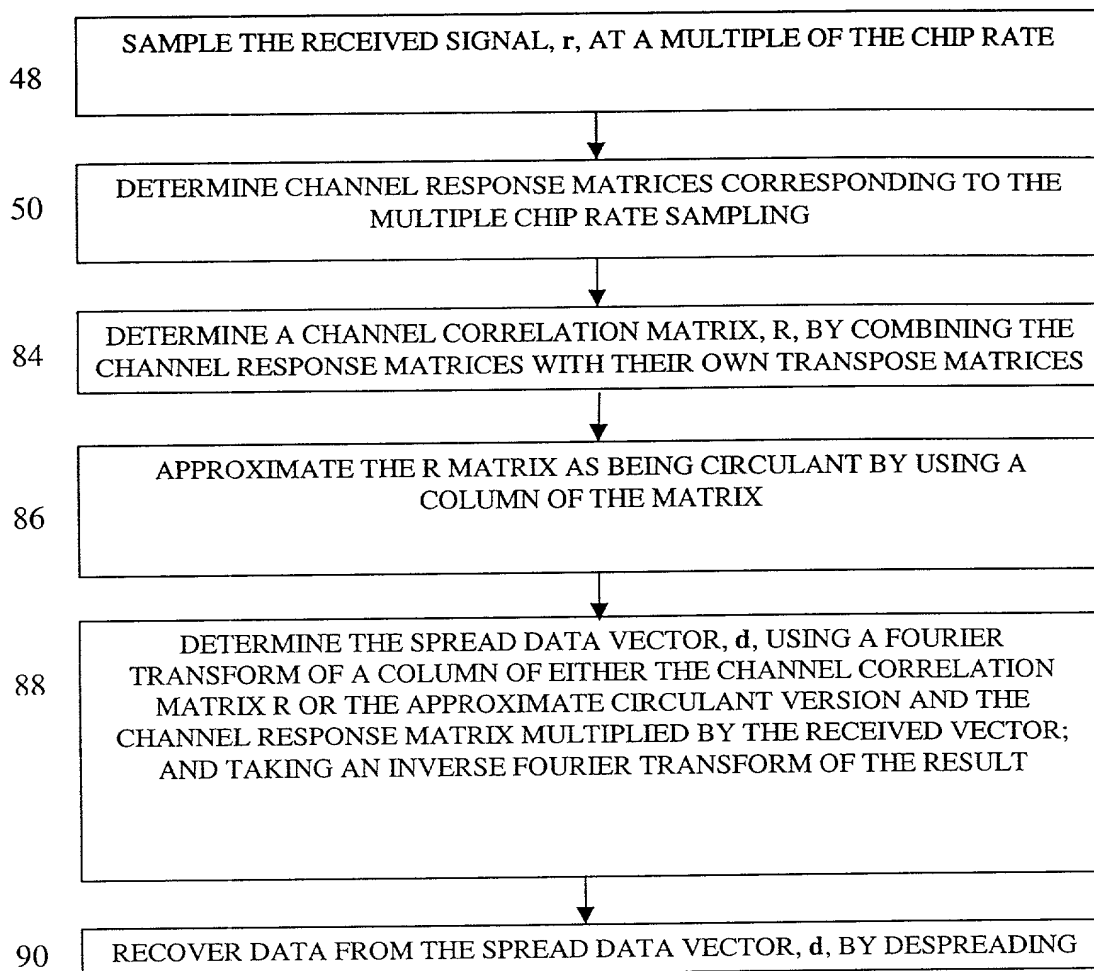 48
SAMPLE THE RECEIVED SIGNAL, r, AT A MULTIPLE OF THE CHIP RATE
50
DETERMINE CHANNEL RESPONSE MATRICES CORRESPONDING TO THE
MULTIPLE CHIP RATE SAMPLING
84
DETERMINE A CHANNEL CORRELATION MATRIX, R, BY COMBINING THE
CHANNEL RESPONSE MATRICES WITH THEIR OWN TRANSPOSE MATRICES
86
APPROXIMATE THE R MATRIX AS BEING CIRCULANT BY USING A
COLUMN OF THE MATRIX
88
DETERMINE THE SPREAD DATA VECTOR, d, USING A FOURIER
TRANSFORM OF A COLUMN OF EITHER THE CHANNEL CORRELATION
MATRIX R OR THE APPROXIMATE CIRCULANT VERSION AND THE
CHANNEL RESPONSE MATRIX MULTIPLIED BY THE RECEIVED VECTOR;
AND TAKING AN INVERSE FOURIER TRANSFORM OF THE RESULT
90
RECOVER DATA FROM THE SPREAD DATA VECTOR, d, BY DESPREADING